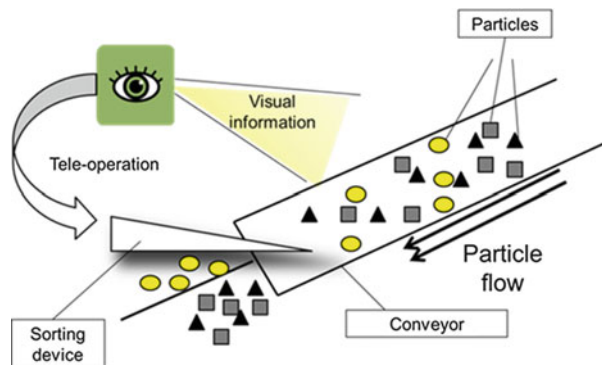 Particles
Visual
information
Tele-operation
Particle
flow
Sorting
device
Conveyor